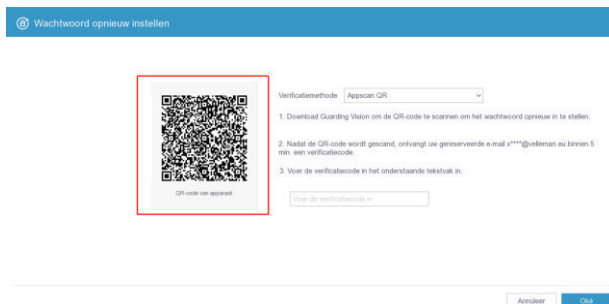 Wachtwoord opnieuw instellen
Verificatiemethode Appscan QR
1. Download Guarding Vision om de QR-code te scannen om het wachtwoord opnieuw in te stellen.
2. Nadat de QR-code wordt gescand, ontvangt uw gereserveerde e-mail x****@velleman.eu binnen 5
min. een verificatiecode.
3. Voer de verificatiecode in het onderstaande tekstvak in.
QR-code van apparaat
Voer de verificatiecode in
Annuleer Oké